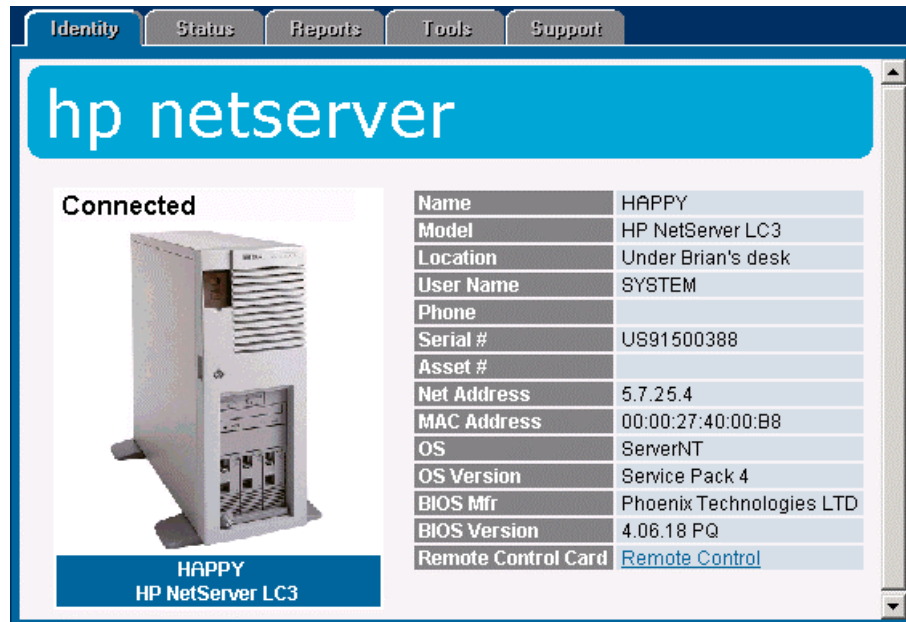 Identity Status Reports Tools Support
hp netserver
Connected
Name HAPPY
Model HP NetServer LC3
Location Under Brian's desk
User Name SYSTEM
Phone
Serial # US91500388
Asset #
Net Address 5.7.25.4
MAC Address 00:00:27:40:00:B8
OS ServerNT
OS Version Service Pack 4
BIOS Mfr Phoenix Technologies LTD
BIOS Version 4.06.18 PQ
Remote Control Card Remote Control
HAPPY
HP NetServer LC3